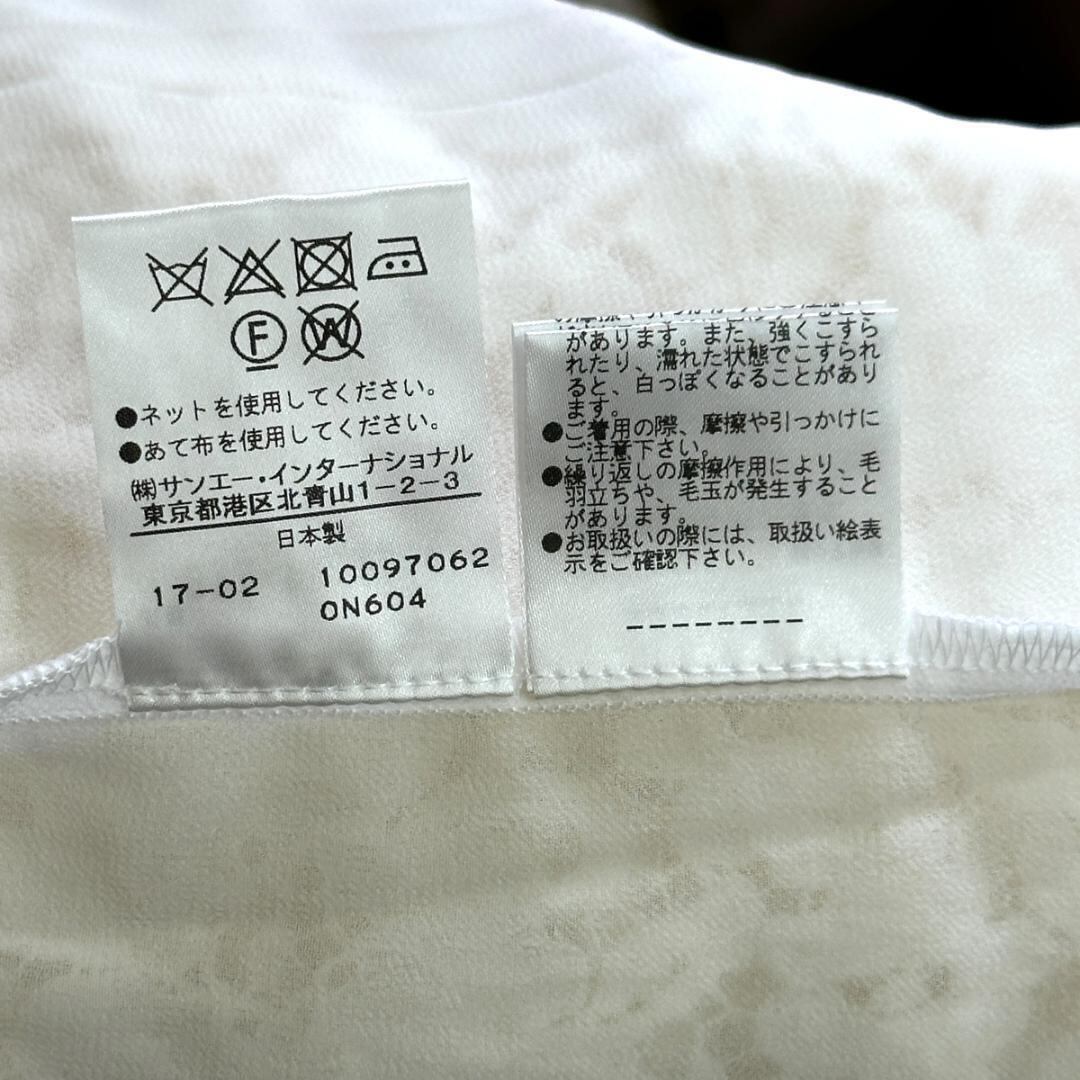 F
W
●ネットを使用してください。
●あて布を使用してください。
㈱サンエー・インターナショナル
東京都港区北青山1-2-3
日本製
17-02
10097062
0N604
があります。また、強くこすら
れたり、濡れた状態でこすられ
ると、白っぽくなることがあり
ます。
●ご着用の際、摩擦や引っかけに
ご注意下さい。
●繰り返しの摩擦作用により、毛
羽立ちや、毛玉が発生すること
があります。
●お取扱いの際には、取扱い絵表
示をご確認下さい。
--------